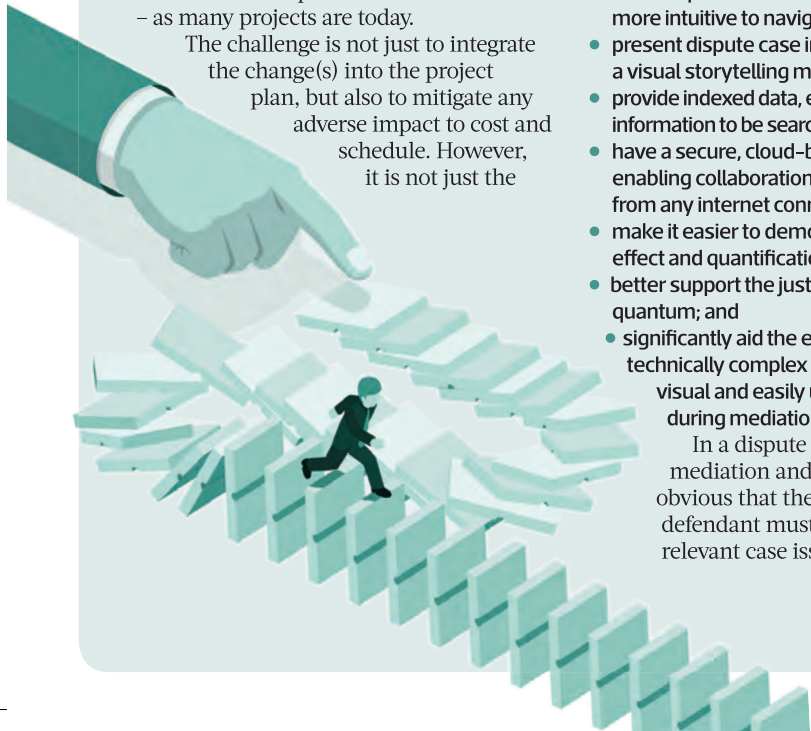 – as many projects are today.
The challenge is not just to integrate
the change(s) into the project
plan, but also to mitigate any
adverse impact to cost and
schedule. However,
it is not just the
more intuitive to navig
• present dispute case i
a visual storytelling m
• provide indexed data, e
information to be sear
• have a secure, cloud-b
enabling collaboration
from any internet conn
• make it easier to demo
effect and quantificati
• better support the just
quantum; and
• significantly aid the e
technically complex
visual and easily u
during mediatio
In a dispute
mediation and
obvious that the
defendant must
relevant case iss